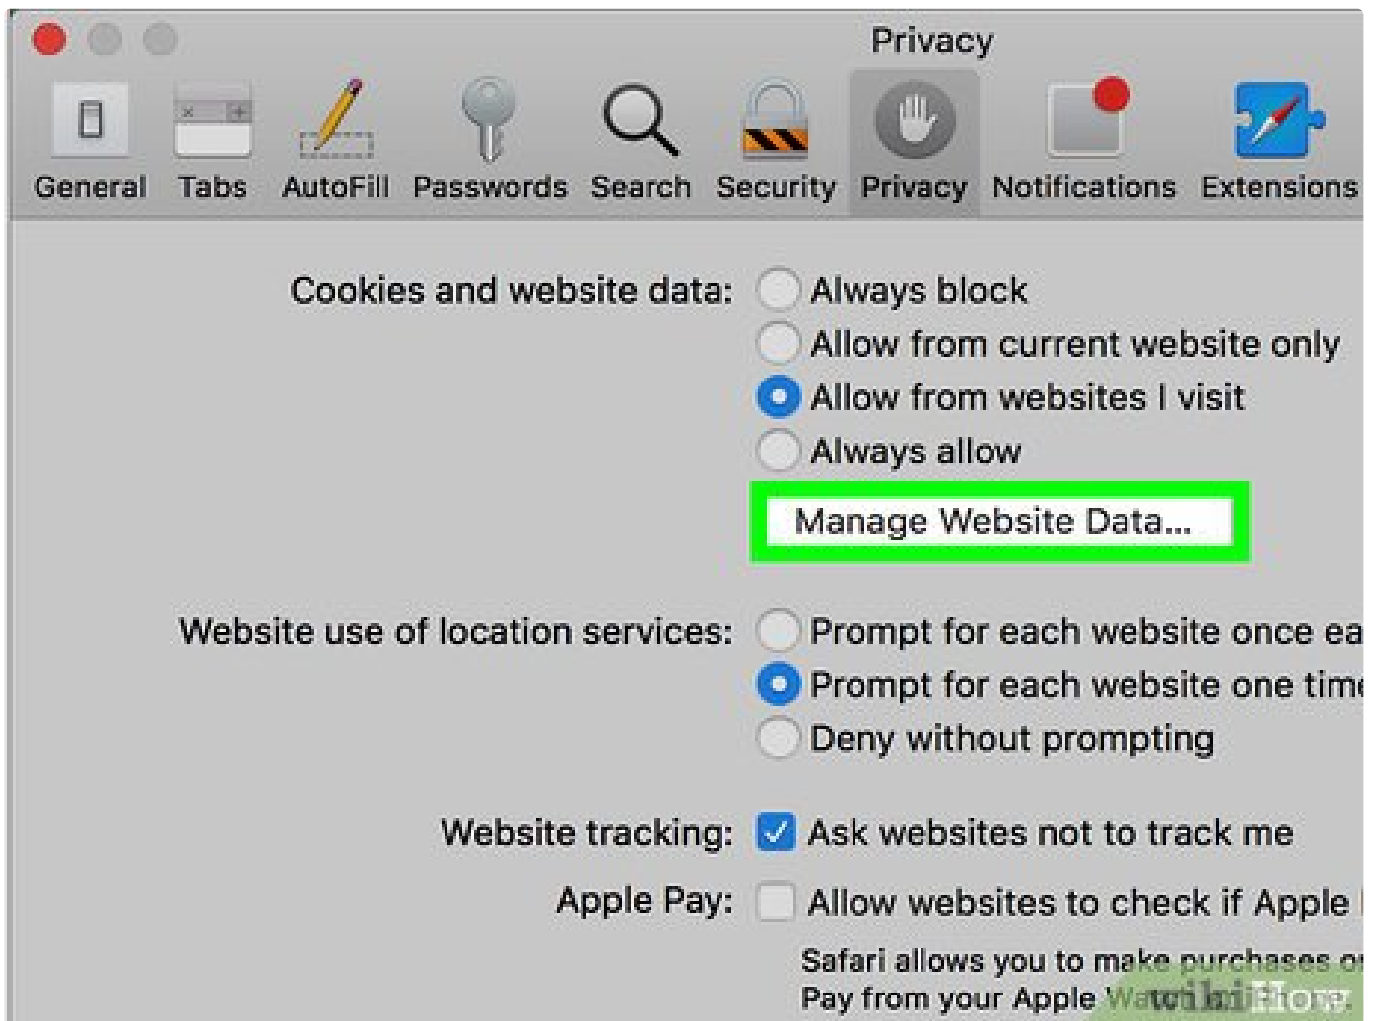 Privacy
General Tabs AutoFill Passwords Search Security Privacy Notifications Extensions
Cookies and website data: Always block
Allow from current website only
Allow from websites I visit
Always allow
Manage Website Data...
Website use of location services: Prompt for each website once ea
Prompt for each website one time
Deny without prompting
Website tracking: Ask websites not to track me
Apple Pay: Allow websites to check if Apple
Safari allows you to make purchases
Pay from your Apple
wikiHow